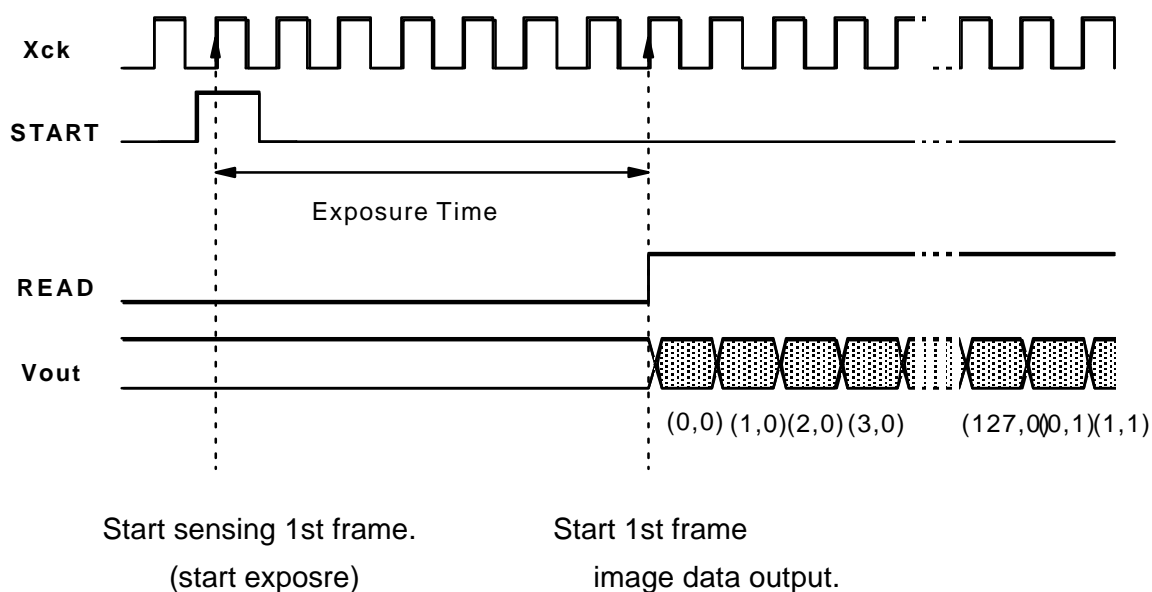 Xck
START
Exposure Time
READ
Vout
(0,0) (1,0)(2,0) (3,0) (127,0)(0,1)(1,1)
Start sensing 1st frame.
(start exposre)
Start 1st frame
image data output.